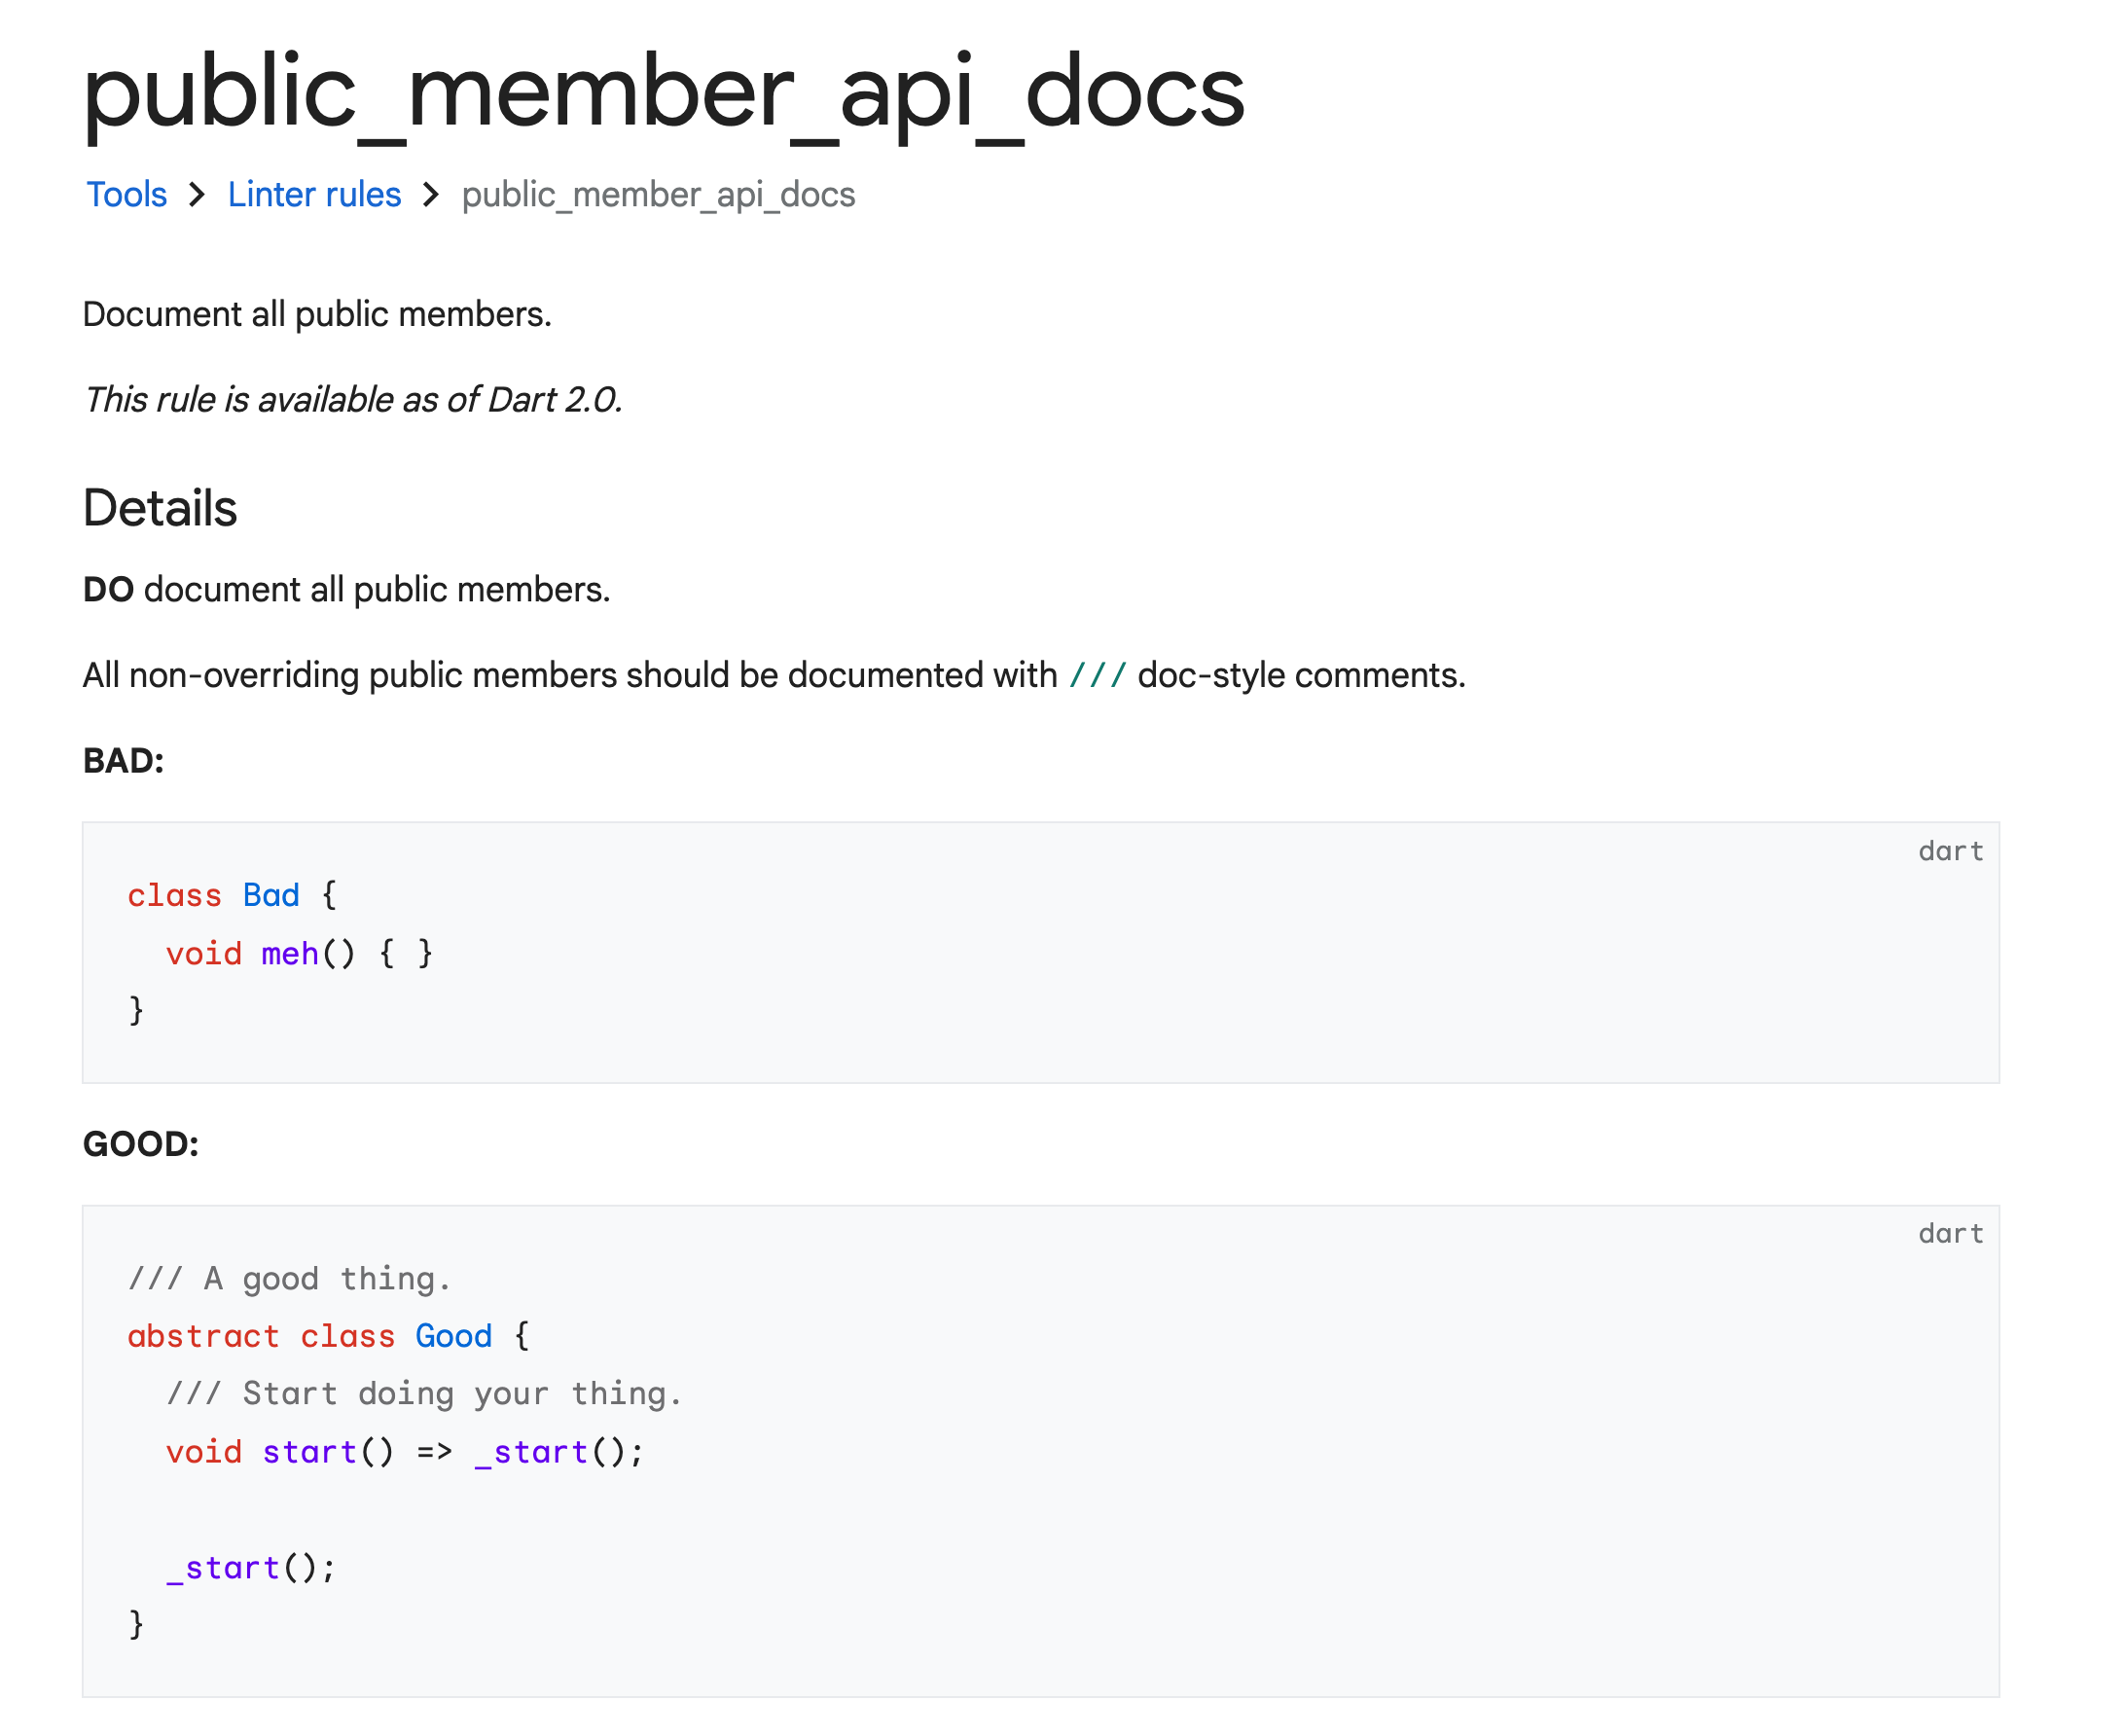 public_member_api_docs
Tools > Linter rules > public_member_api_docs
Document all public members.
This rule is available as of Dart 2.0.
Details
DO document all public members.
All non-overriding public members should be documented with /// doc-style comments.
BAD:
dart
class Bad {
  void meh() { }
}
GOOD:
dart
/// A good thing.
abstract class Good {
  /// Start doing your thing.
  void start() => _start();
  _start();
}